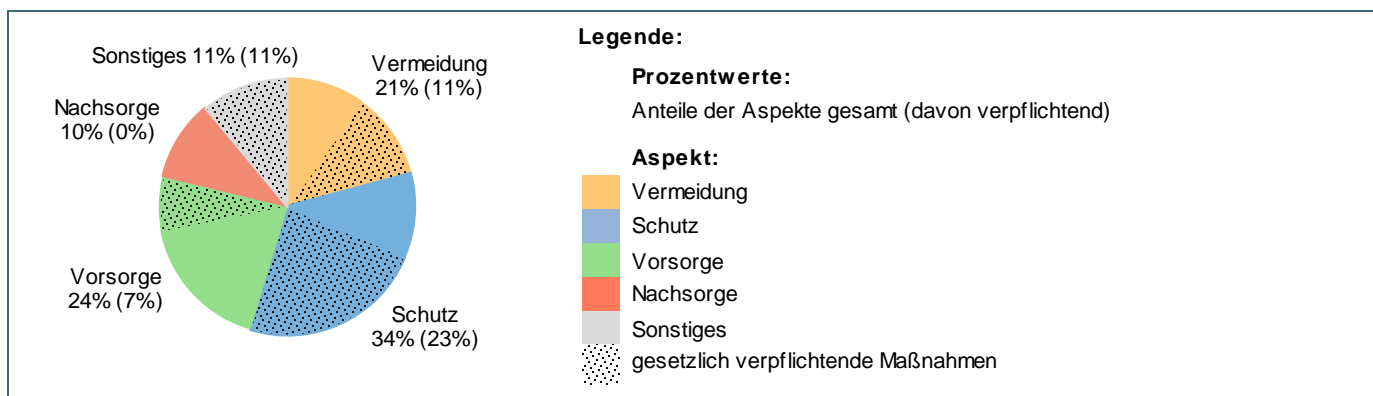 Sonstiges 11% (11%)
Vermeidung
21% (11%)
Nachsorge
10% (0%)
Vorsorge
24% (7%)
Schutz
34% (23%)
Legende:
Prozentwerte:
Anteile der Aspekte gesamt (davon verpflichtend)
Aspekt:
Vermeidung
Schutz
Vorsorge
Nachsorge
Sonstiges
gesetzlich verpflichtende Maßnahmen